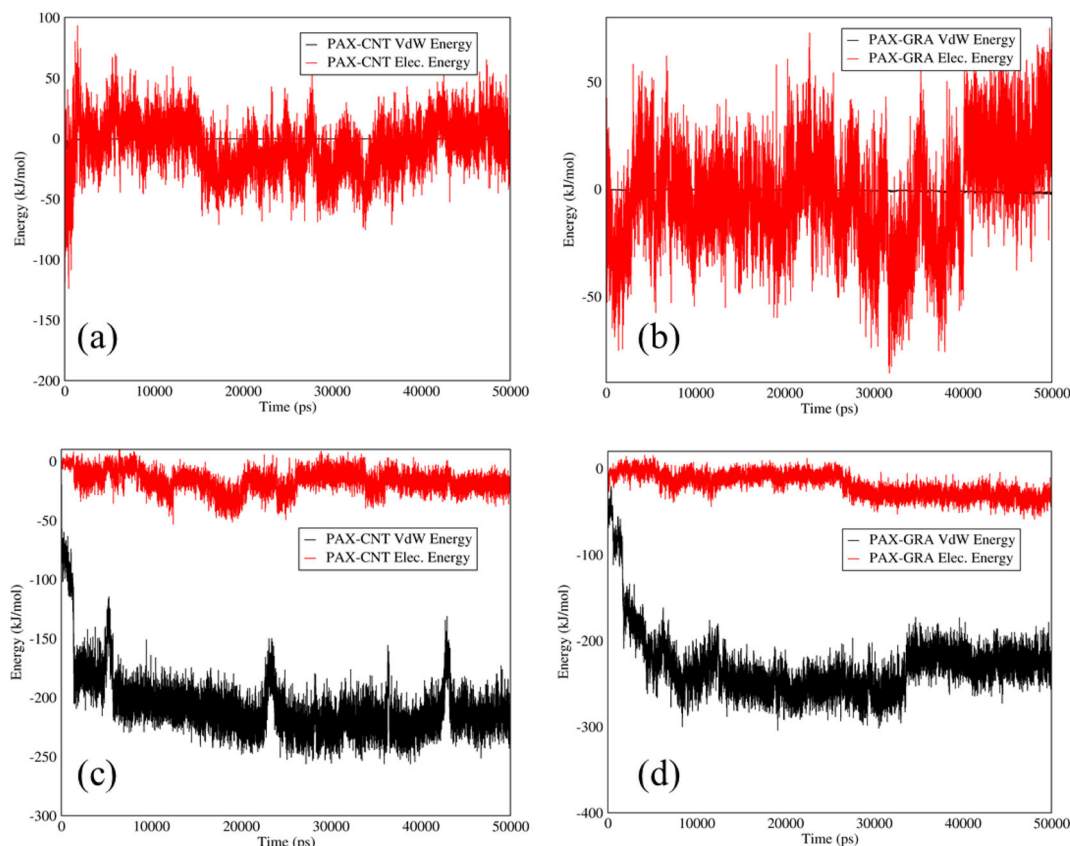 100
50
0
-50
-100
-150
-200
Energy (kJ/mol)
PAX-CNT VdW Energy
PAX-CNT Elec. Energy
(a)
0
10000
20000
30000
40000
50000
Time (ps)
50
0
-50
Energy (kJ/mol)
PAX-GRA VdW Energy
PAX-GRA Elec. Energy
(b)
0
10000
20000
30000
40000
50000
Time (ps)
0
-50
-100
-150
-200
-250
-300
Energy (kJ/mol)
PAX-CNT VdW Energy
PAX-CNT Elec. Energy
(c)
0
10000
20000
30000
40000
50000
Time (ps)
0
-100
-200
-300
-400
Energy (kJ/mol)
PAX-GRA VdW Energy
PAX-GRA Elec. Energy
(d)
0
10000
20000
30000
40000
50000
Time (ps)